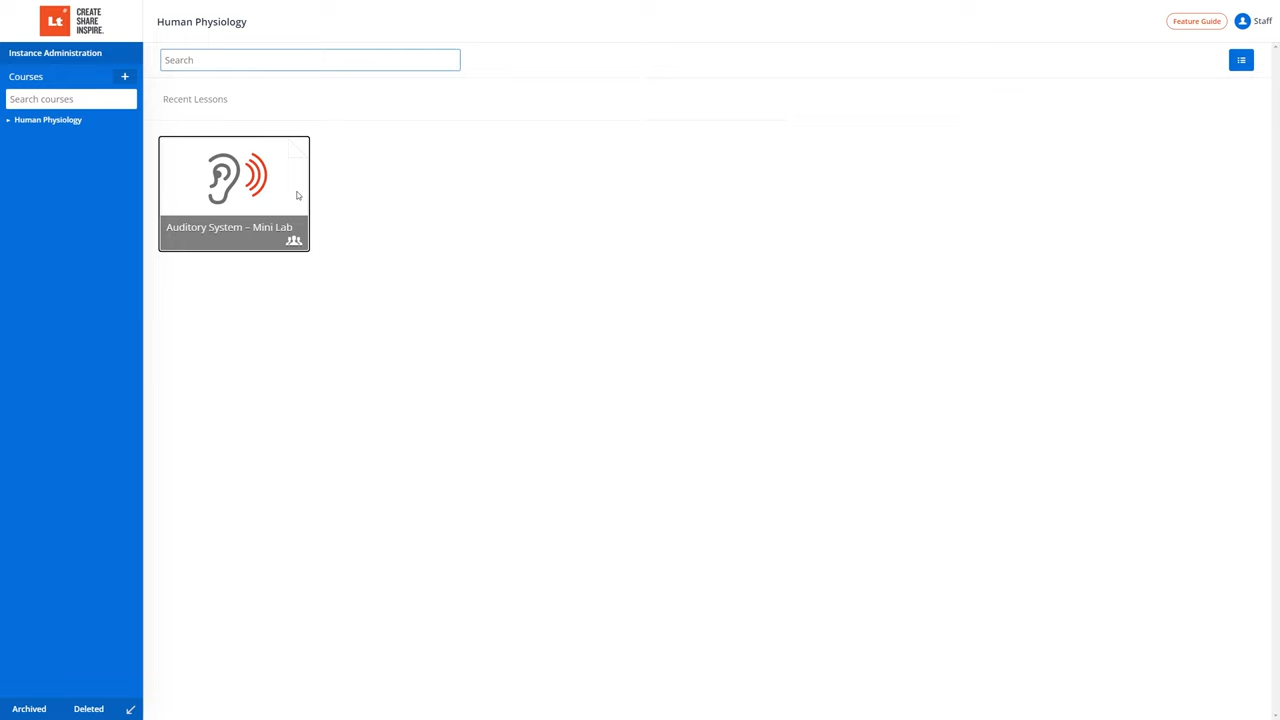 Lt
CREATE
SHARE
INSPIRE.
Human Physiology
Feature Guide
Staff
Instance Administration
Courses
Search courses
Human Physiology
Search
Recent Lessons
Auditory System – Mini Lab
Archived
Deleted